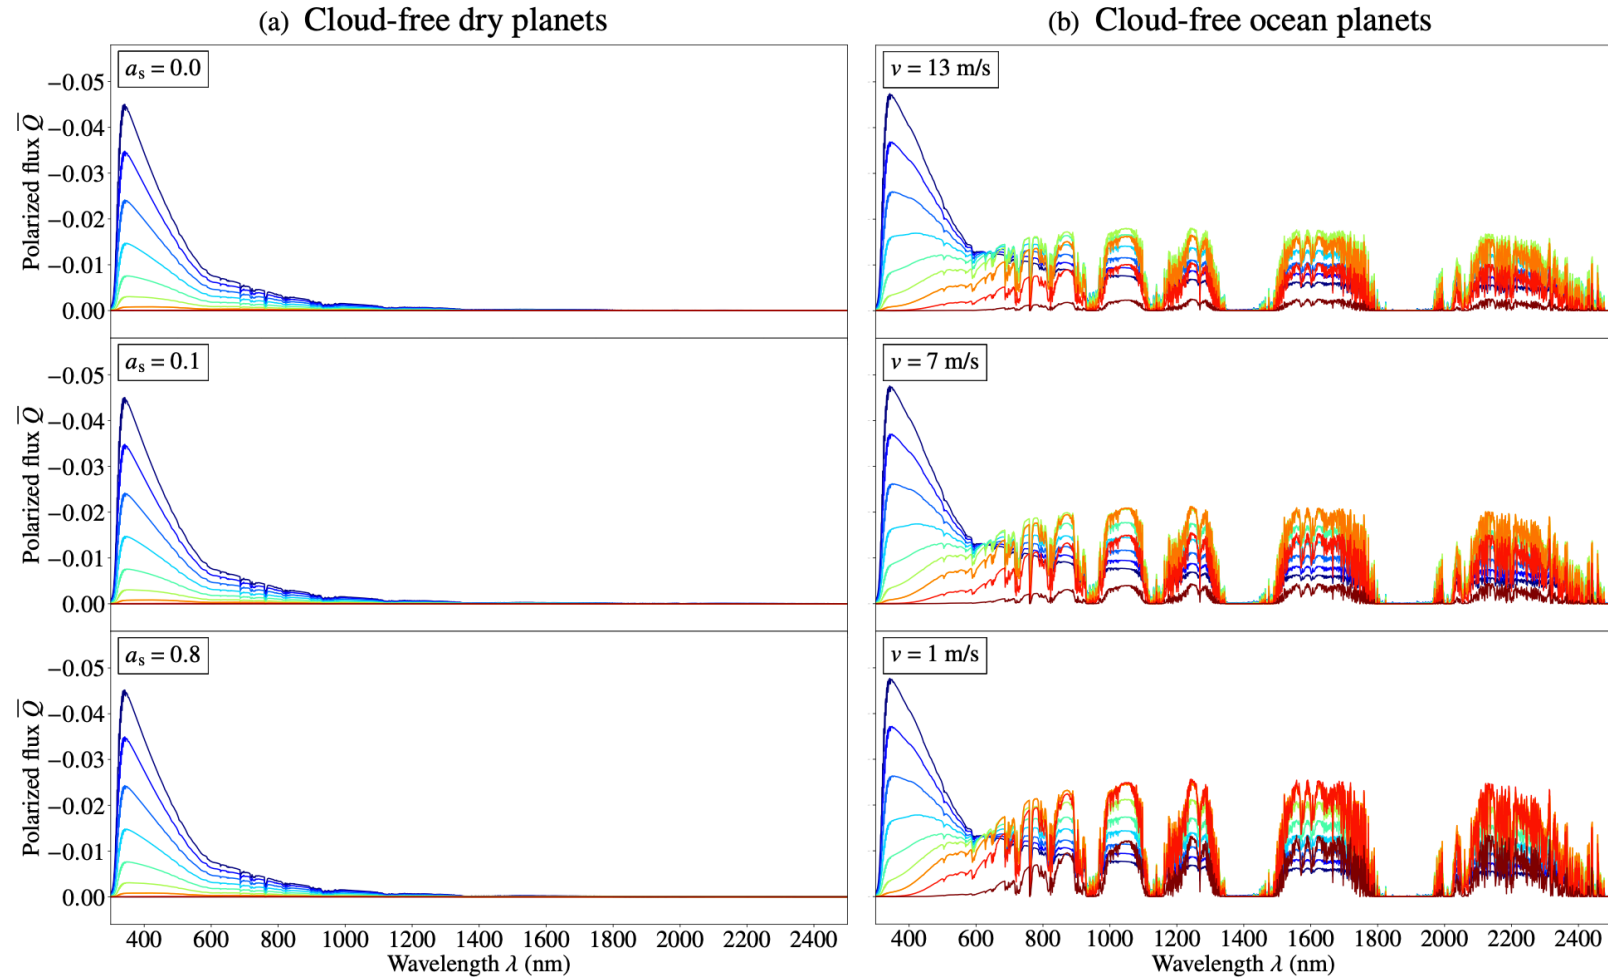 (a) Cloud-free dry planets
(b) Cloud-free ocean planets
Polarized flux Q̅
−0.05
−0.04
−0.03
−0.02
−0.01
0.00
a_s = 0.0
v = 13 m/s
Polarized flux Q̅
−0.05
−0.04
−0.03
−0.02
−0.01
0.00
a_s = 0.1
v = 7 m/s
Polarized flux Q̅
−0.05
−0.04
−0.03
−0.02
−0.01
0.00
a_s = 0.8
v = 1 m/s
400 600 800 1000 1200 1400 1600 1800 2000 2200 2400
Wavelength λ (nm)
400 600 800 1000 1200 1400 1600 1800 2000 2200 2400
Wavelength λ (nm)